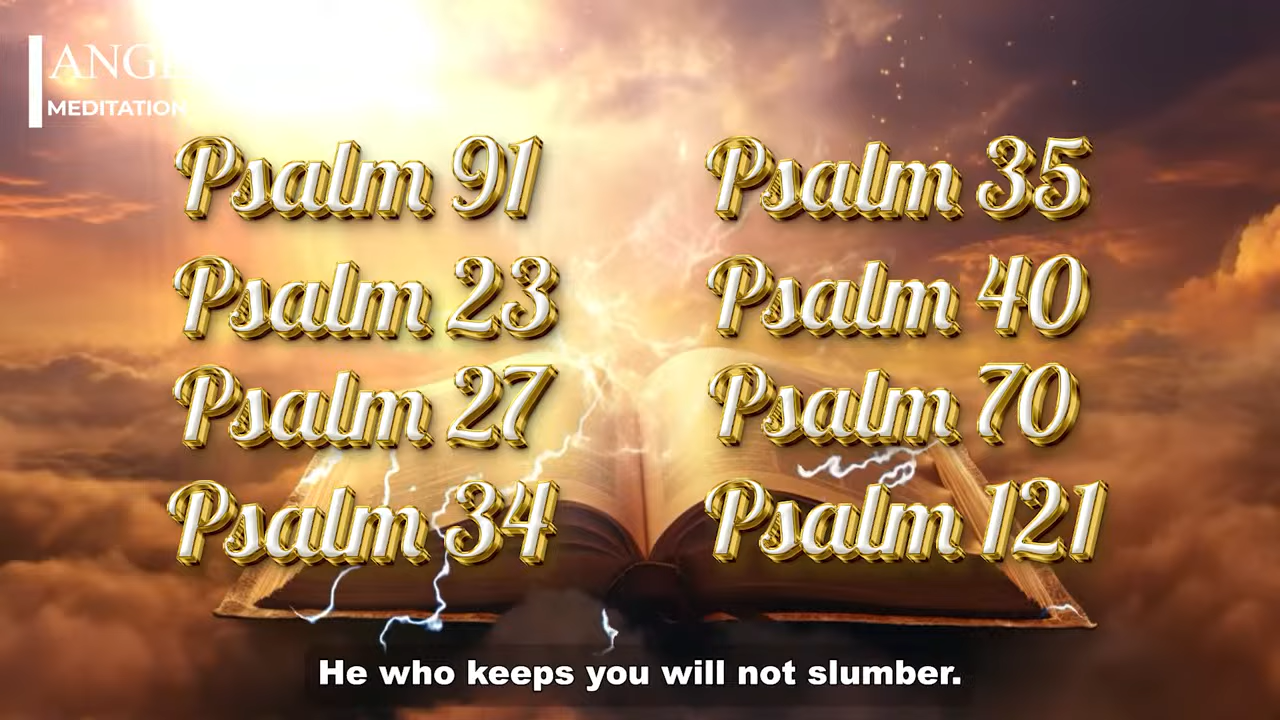 MEDITATION
Psalm 91
Psalm 23
Psalm 27
Psalm 34
Psalm 35
Psalm 40
Psalm 70
Psalm 121
He who keeps you will not slumber.